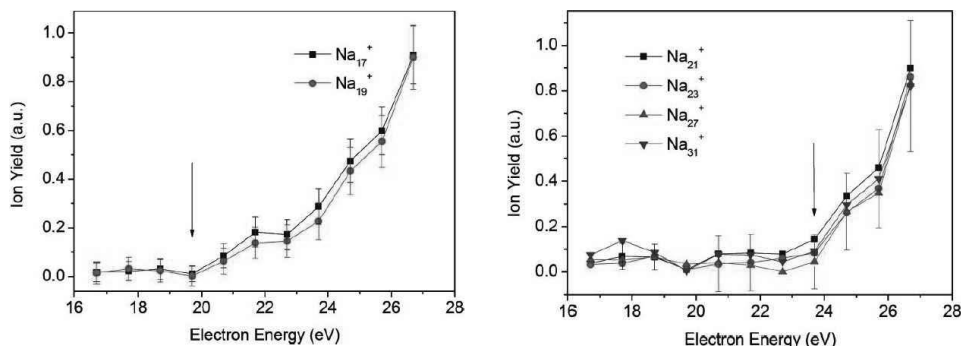 1.0
0.8
0.6
0.4
0.2
0.0
Ion Yield (a.u.)
Na17+
Na19+
16 18 20 22 24 26 28
Electron Energy (eV)
1.0
0.8
0.6
0.4
0.2
0.0
Ion Yield (a.u.)
Na21+
Na23+
Na27+
Na31+
16 18 20 22 24 26 28
Electron Energy (eV)